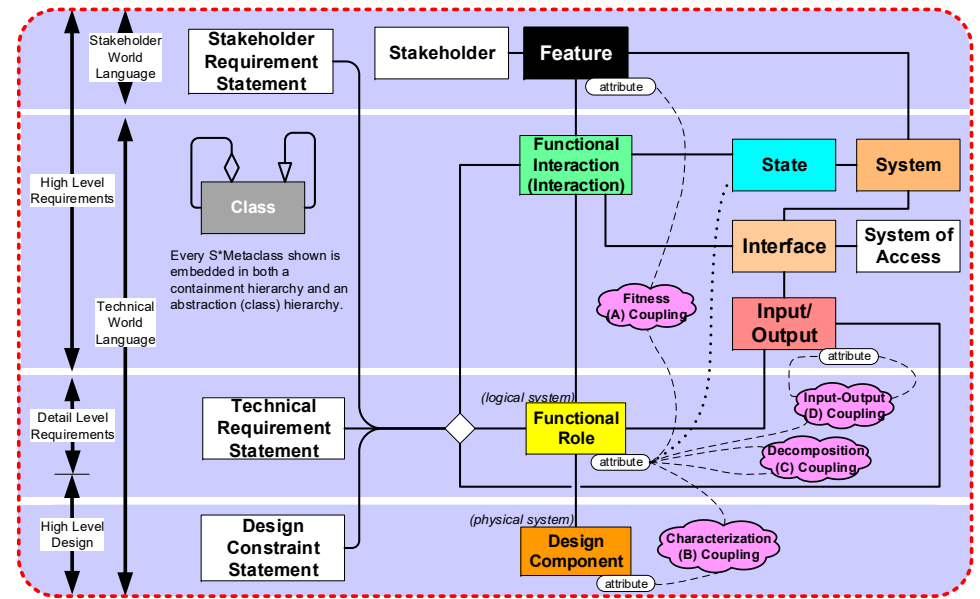 Stakeholder
World
Language
Stakeholder
Requirement
Statement
Stakeholder
Feature
attribute
High Level
Requirements
Technical
World
Language
Class
Every S*Metaclass shown is
embedded in both a
containment hierarchy and an
abstraction (class) hierarchy.
Functional
Interaction
(Interaction)
State
System
Interface
System of
Access
Fitness
(A) Coupling
Input/
Output
attribute
Detail Level
Requirements
Technical
Requirement
Statement
(logical system)
Functional
Role
attribute
Input-Output
(D) Coupling
Decomposition
(C) Coupling
High Level
Design
Design
Constraint
Statement
(physical system)
Design
Component
attribute
Characterization
(B) Coupling